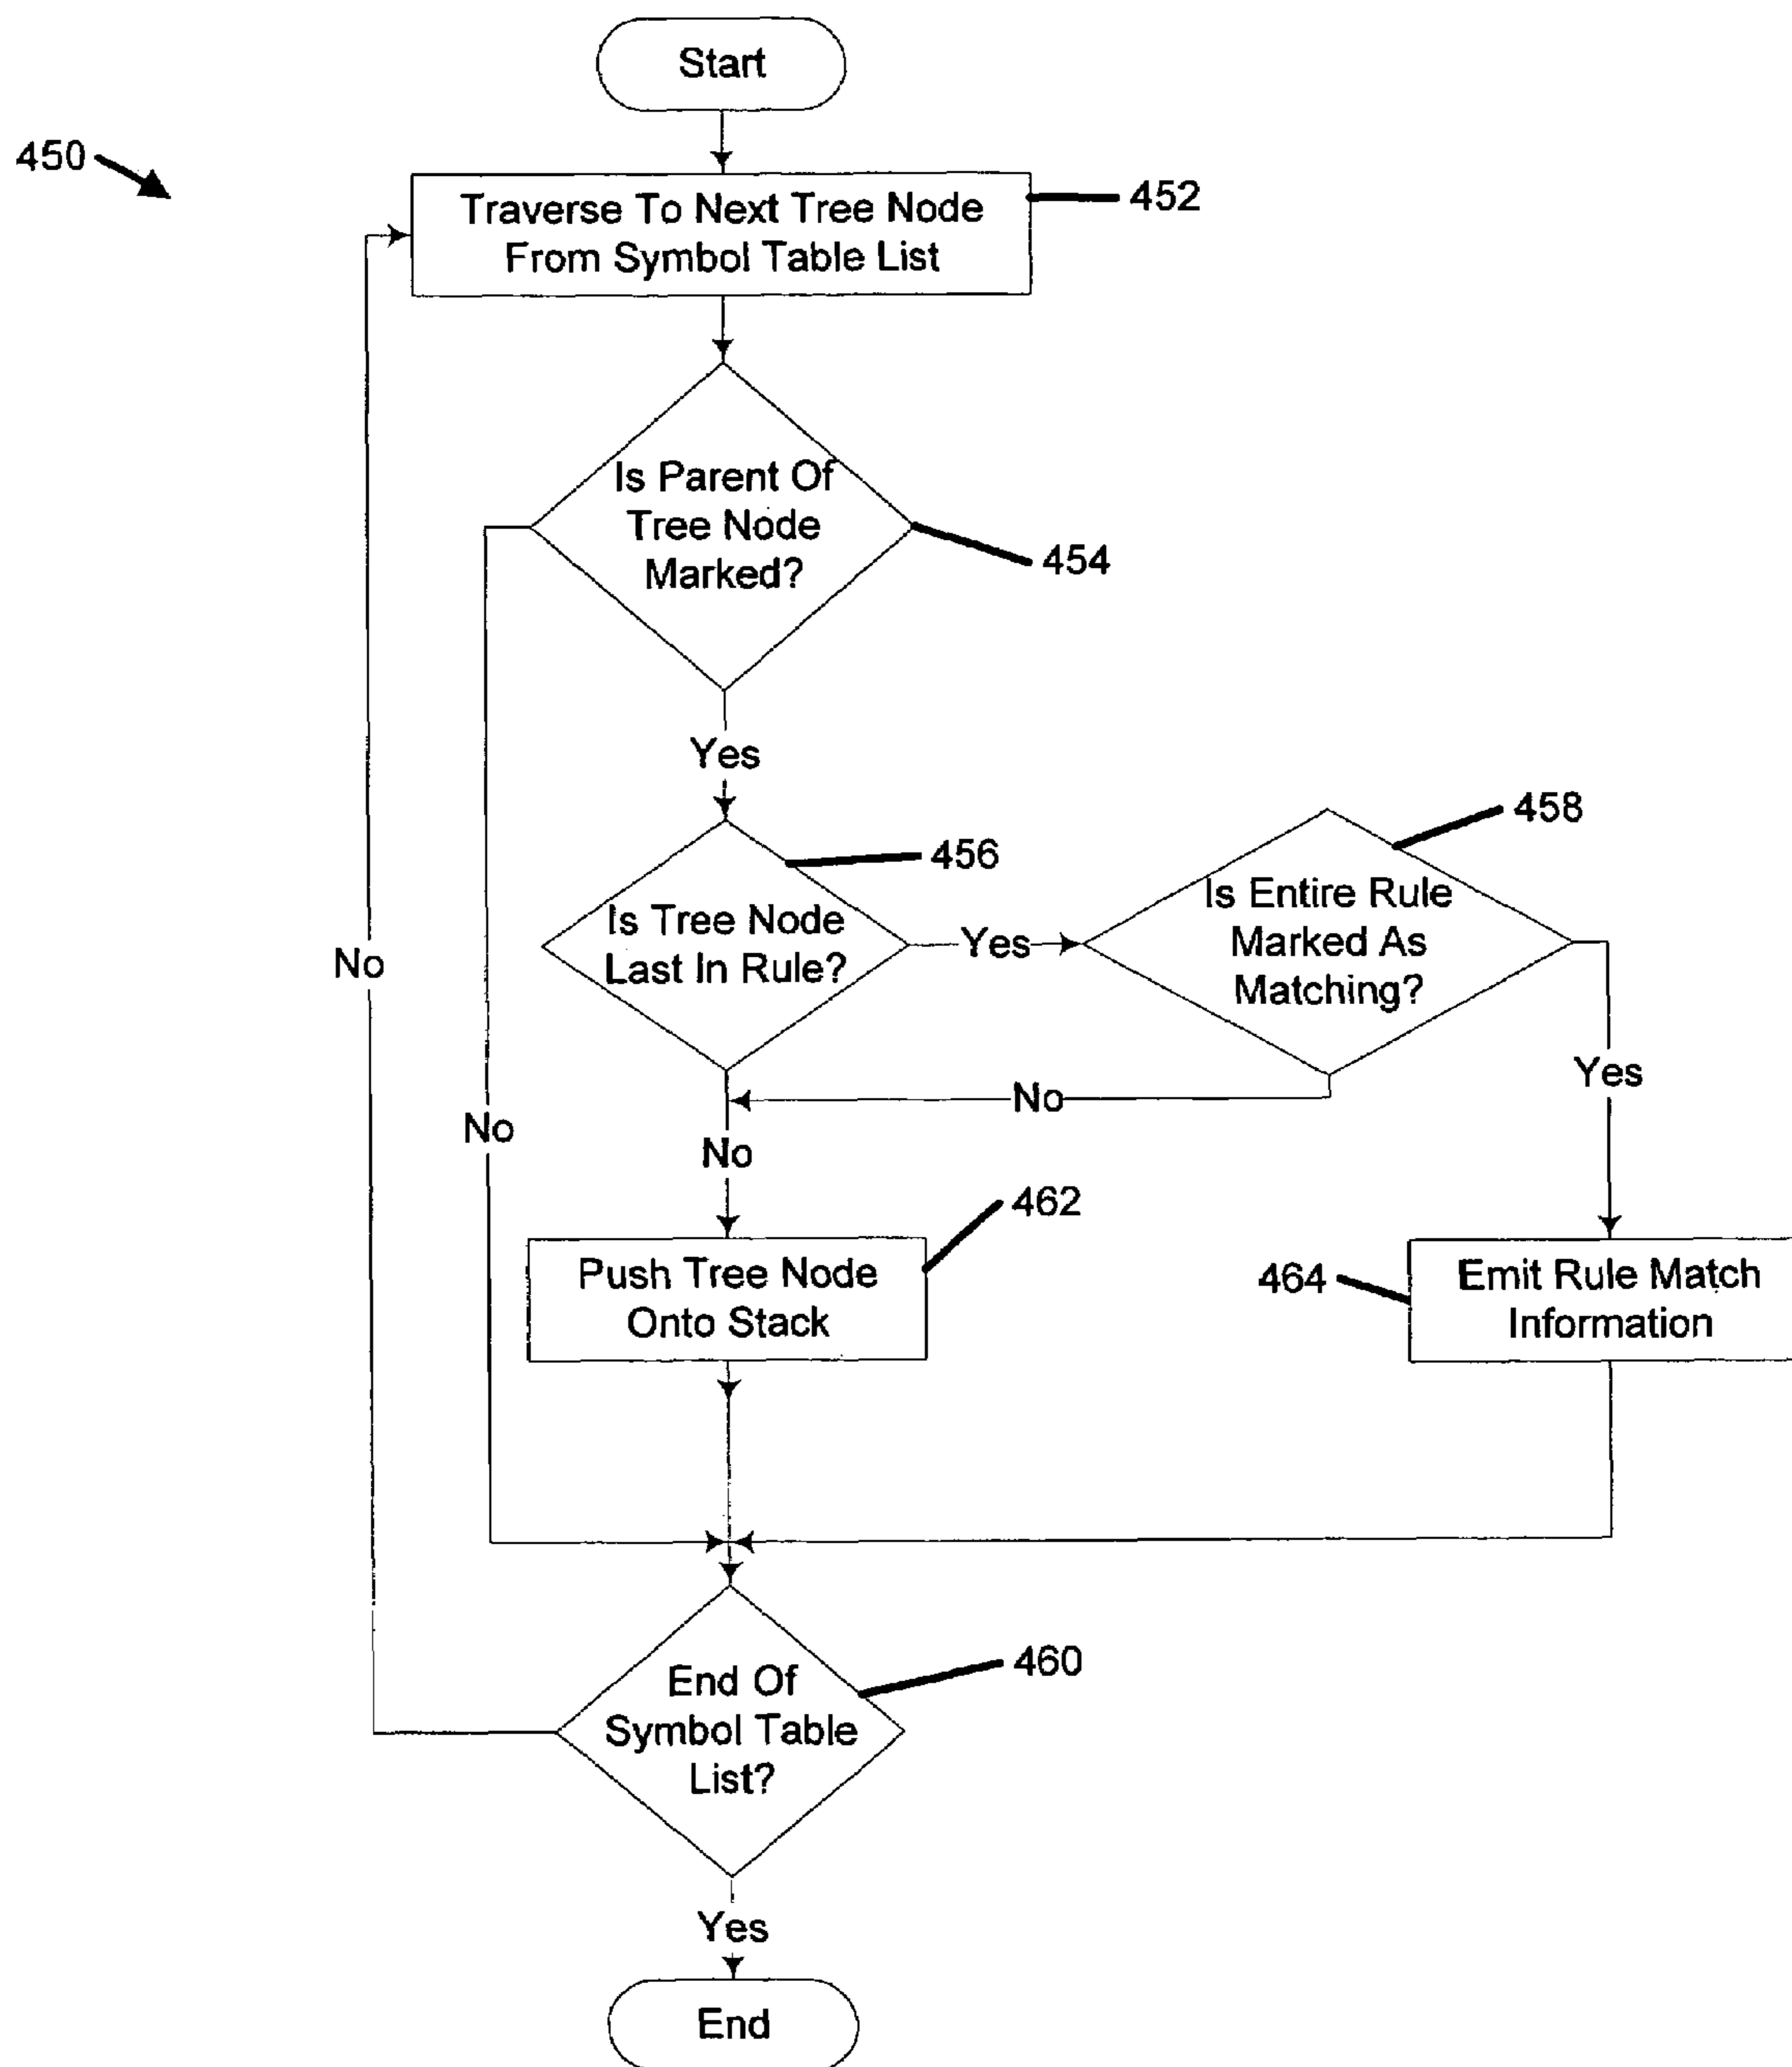 Start
450
Traverse To Next Tree Node
From Symbol Table List
452
Is Parent Of
Tree Node
Marked?
454
Yes
458
456
Is Tree Node
Last In Rule?
Yes
Is Entire Rule
Marked As
Matching?
No
Yes
No
No
No
462
Push Tree Node
Onto Stack
464
Emit Rule Match
Information
460
End Of
Symbol Table
List?
Yes
End